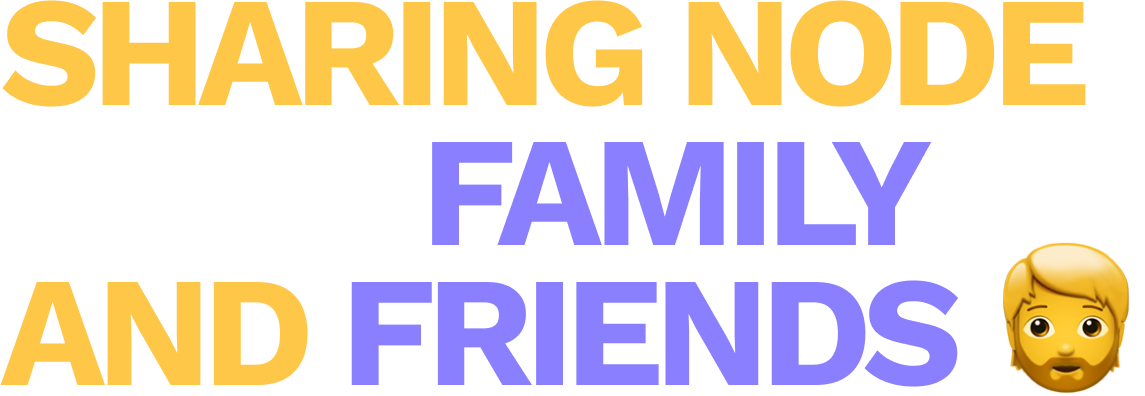 SHARING NODE
FAMILY
AND FRIENDS